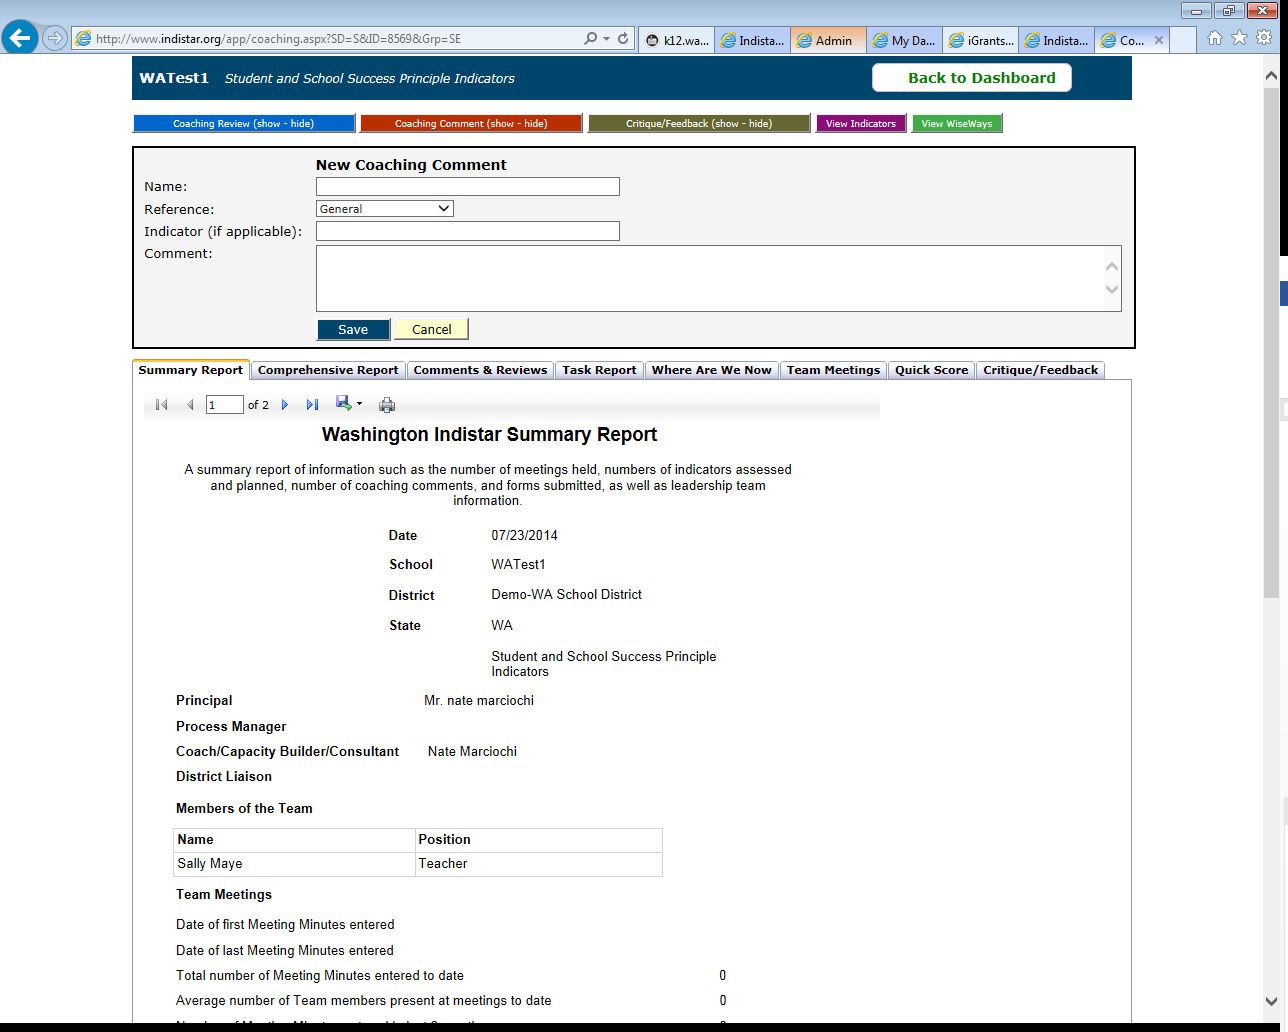 http://www.indistar.org/app/coaching.aspx?SD=S&ID=8569&Grp=SE
k12.wa...
Indista...
Admin
My Da...
iGrants...
Indista...
Co...
WATest1 Student and School Success Principle Indicators
Back to Dashboard
Coaching Review (show - hide)
Coaching Comment (show - hide)
Critique/Feedback (show - hide)
View Indicators
View WiseWays
New Coaching Comment
Name:
Reference: General
Indicator (if applicable):
Comment:
Save
Cancel
Summary Report
Comprehensive Report
Comments & Reviews
Task Report
Where Are We Now
Team Meetings
Quick Score
Critique/Feedback
1 of 2
Washington Indistar Summary Report
A summary report of information such as the number of meetings held, numbers of indicators assessed
and planned, number of coaching comments, and forms submitted, as well as leadership team
information.
Date 07/23/2014
School WATest1
District Demo-WA School District
State WA
Student and School Success Principle
Indicators
Principal Mr. nate marciochi
Process Manager
Coach/Capacity Builder/Consultant Nate Marciochi
District Liaison
Members of the Team
Name Position
Sally Maye Teacher
Team Meetings
Date of first Meeting Minutes entered
Date of last Meeting Minutes entered
Total number of Meeting Minutes entered to date 0
Average number of Team members present at meetings to date 0